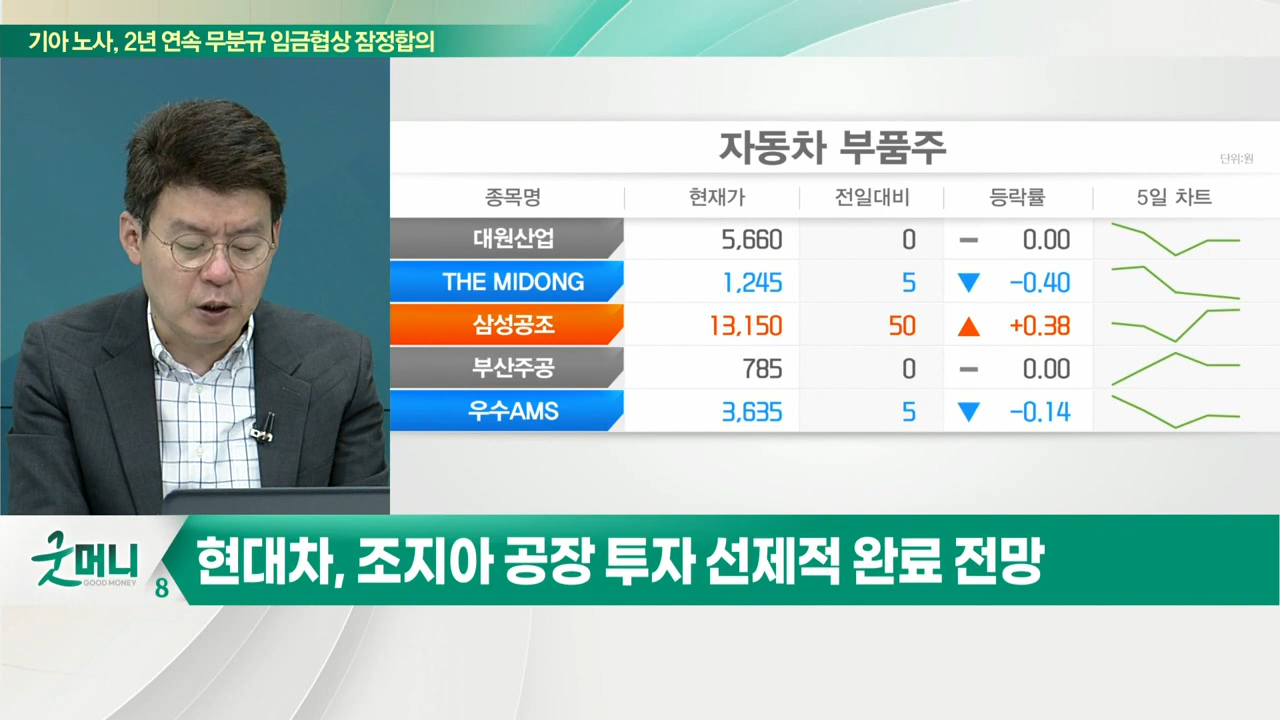 기아 노사, 2년 연속 무분규 임금협상 잠정합의
자동차 부품주
단위:원
종목명 현재가 전일대비 등락률 5일 차트
대원산업 5,660 0 − 0.00
THE MIDONG 1,245 5 ▼ −0.40
삼성공조 13,150 50 ▲ +0.38
부산주공 785 0 − 0.00
우수AMS 3,635 5 ▼ −0.14
굿머니
GOOD MONEY
8
현대차, 조지아 공장 투자 선제적 완료 전망